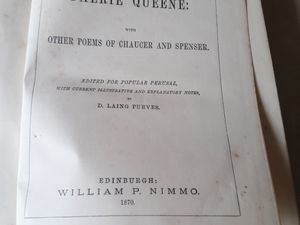 FAERIE QUEENE:
WITH
OTHER POEMS OF CHAUCER AND SPENSER.
EDITED FOR POPULAR PERUSAL,
WITH CURRENT ILLUSTRATIVE AND EXPLANATORY NOTES,
BY
D. LAING PURVES.
EDINBURGH:
WILLIAM P. NIMMO.
1870.